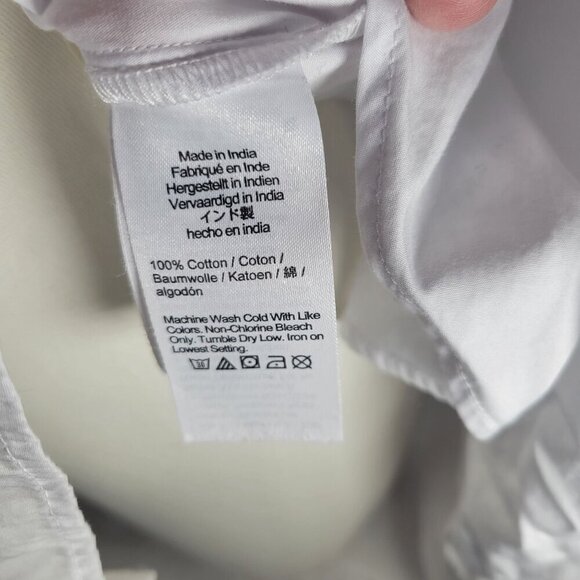 Made in India
Fabriqué en Inde
Hergestellt in Indien
Vervaardigd in India
インド製
hecho en india
100% Cotton / Coton /
Baumwolle / Katoen / 綿 /
algodón
Machine Wash Cold With Like
Colors. Non-Chlorine Bleach
Only. Tumble Dry Low. Iron on
Lowest Setting.
30